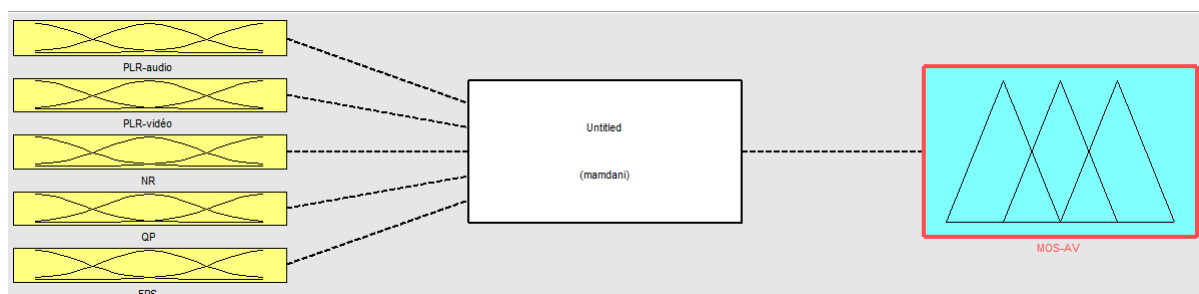 PLR-audio
PLR-vidéo
NR
QP
FPS
Untitled
(mamdani)
MOS-AV